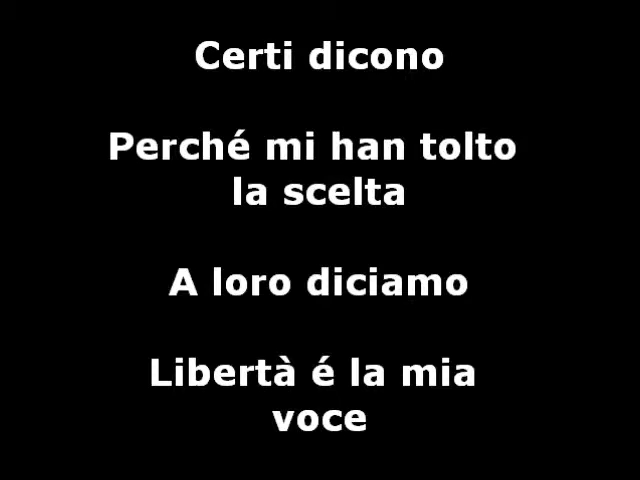 Certi dicono
Perché mi han tolto
la scelta
A loro diciamo
Libertà é la mia
voce